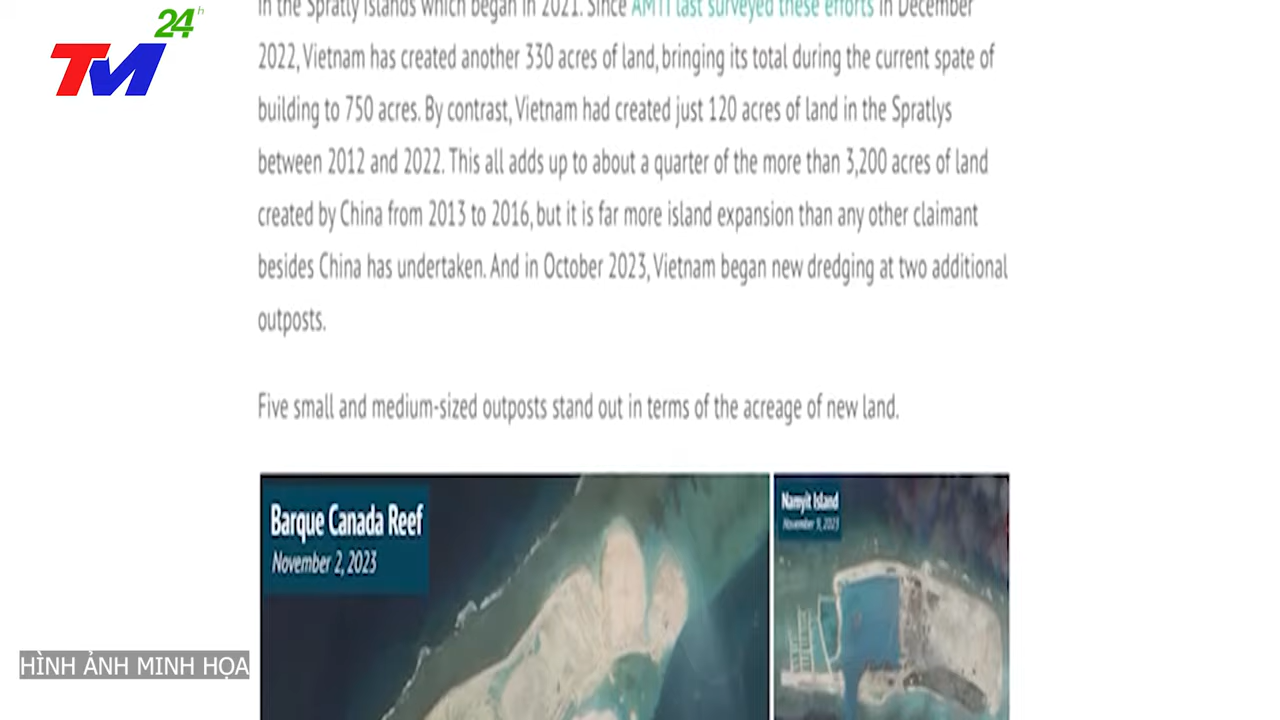 24h
TM
in the Spratly Islands which began in 2021. Since AMTI last surveyed these efforts in December
2022, Vietnam has created another 330 acres of land, bringing its total during the current spate of
building to 750 acres. By contrast, Vietnam had created just 120 acres of land in the Spratlys
between 2012 and 2022. This all adds up to about a quarter of the more than 3,200 acres of land
created by China from 2013 to 2016, but it is far more island expansion than any other claimant
besides China has undertaken. And in October 2023, Vietnam began new dredging at two additional
outposts.
Five small and medium-sized outposts stand out in terms of the acreage of new land.
Barque Canada Reef
November 2, 2023
Namyit Island
November 9, 2023
HÌNH ẢNH MINH HỌA